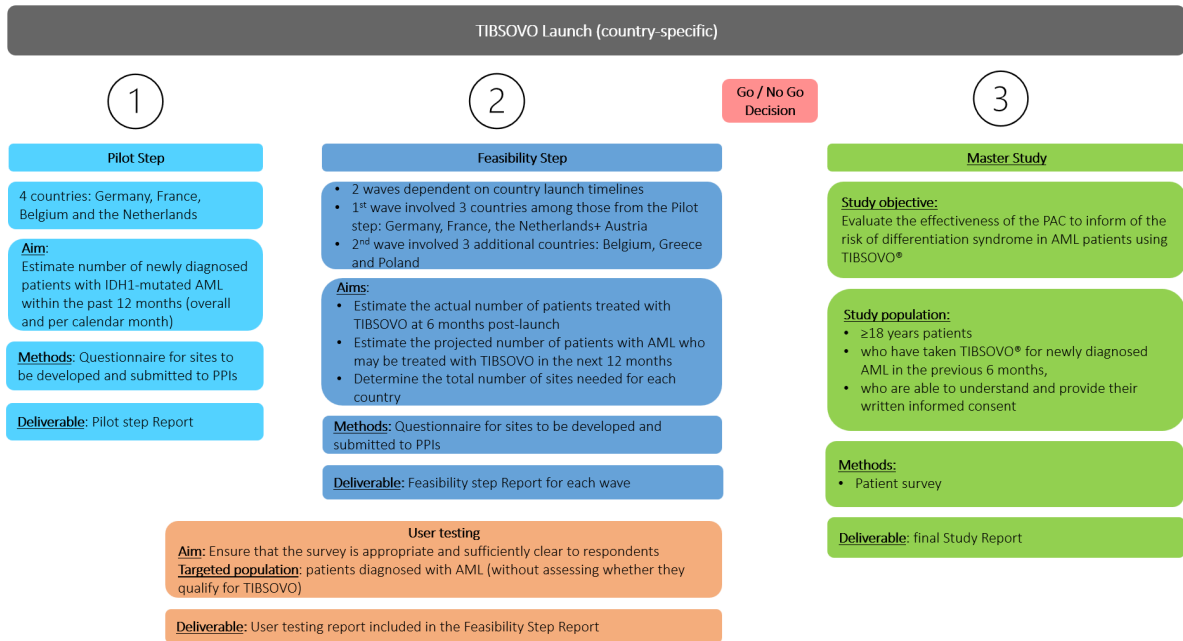 TIBSOVO Launch (country-specific)
1
Pilot Step
4 countries: Germany, France,
Belgium and the Netherlands
Aim:
Estimate number of newly diagnosed
patients with IDH1-mutated AML
within the past 12 months (overall
and per calendar month)
Methods: Questionnaire for sites to
be developed and submitted to PPIs
Deliverable: Pilot step Report
2
Feasibility Step
• 2 waves dependent on country launch timelines
• 1st wave involved 3 countries among those from the Pilot
step: Germany, France, the Netherlands+ Austria
• 2nd wave involved 3 additional countries: Belgium, Greece
and Poland
Aims:
• Estimate the actual number of patients treated with
TIBSOVO at 6 months post-launch
• Estimate the projected number of patients with AML who
may be treated with TIBSOVO in the next 12 months
• Determine the total number of sites needed for each
country
Methods: Questionnaire for sites to be developed and
submitted to PPIs
Deliverable: Feasibility step Report for each wave
User testing
Aim: Ensure that the survey is appropriate and sufficiently clear to respondents
Targeted population: patients diagnosed with AML (without assessing whether they
qualify for TIBSOVO)
Deliverable: User testing report included in the Feasibility Step Report
Go / No Go
Decision
3
Master Study
Study objective:
Evaluate the effectiveness of the PAC to inform of the
risk of differentiation syndrome in AML patients using
TIBSOVO®
Study population:
• ≥18 years patients
• who have taken TIBSOVO® for newly diagnosed
AML in the previous 6 months,
• who are able to understand and provide their
written informed consent
Methods:
• Patient survey
Deliverable: final Study Report